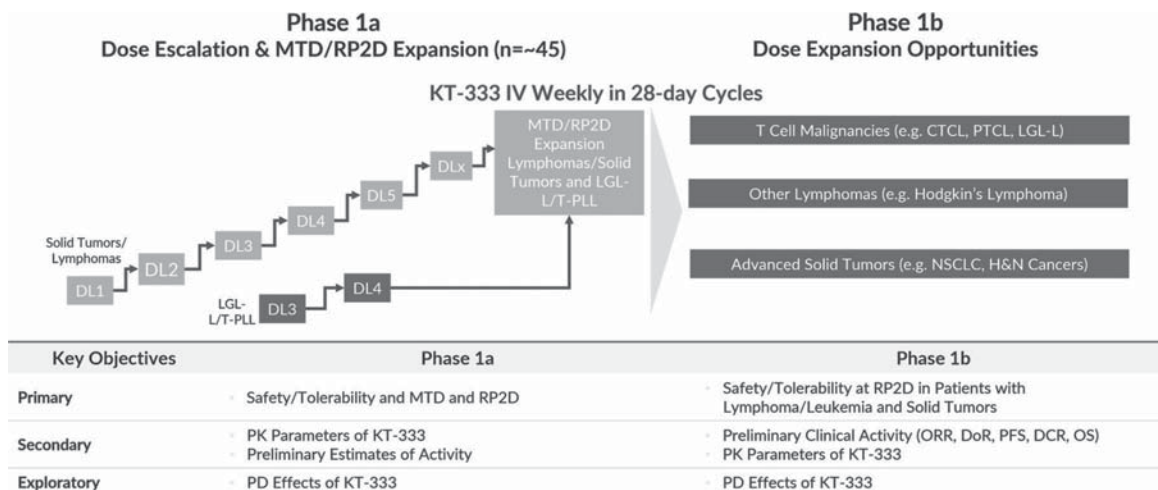 Phase 1a
Dose Escalation & MTD/RP2D Expansion (n=~45)
Phase 1b
Dose Expansion Opportunities
KT-333 IV Weekly in 28-day Cycles
Solid Tumors/
Lymphomas
DL1
DL2
DL3
DL4
DL5
DLx
MTD/RP2D
Expansion
Lymphomas/Solid
Tumors and LGL-
L/T-PLL
LGL-
L/T-PLL
DL3
DL4
T Cell Malignancies (e.g. CTCL, PTCL, LGL-L)
Other Lymphomas (e.g. Hodgkin's Lymphoma)
Advanced Solid Tumors (e.g. NSCLC, H&N Cancers)
Key Objectives Phase 1a Phase 1b
Primary
◦ Safety/Tolerability and MTD and RP2D
◦ Safety/Tolerability at RP2D in Patients with
Lymphoma/Leukemia and Solid Tumors
Secondary
◦ PK Parameters of KT-333
◦ Preliminary Estimates of Activity
◦ Preliminary Clinical Activity (ORR, DoR, PFS, DCR, OS)
◦ PK Parameters of KT-333
Exploratory
◦ PD Effects of KT-333
◦ PD Effects of KT-333